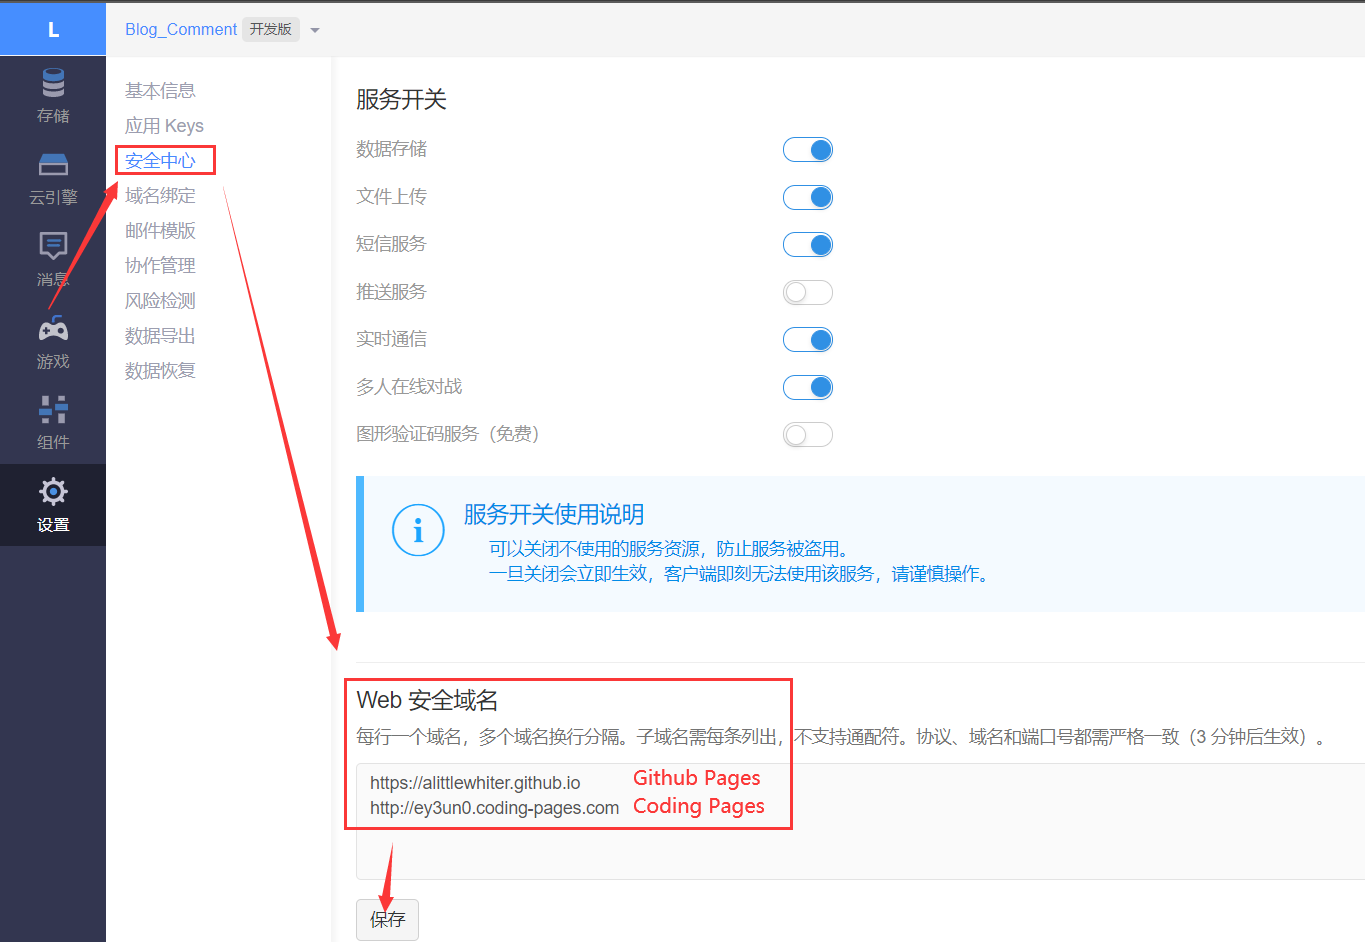 L
Blog_Comment 开发版
存储
云引擎
消息
游戏
组件
设置
基本信息
应用 Keys
安全中心
域名绑定
邮件模版
协作管理
风险检测
数据导出
数据恢复
服务开关
数据存储
文件上传
短信服务
推送服务
实时通信
多人在线对战
图形验证码服务（免费）
i
服务开关使用说明
可以关闭不使用的服务资源，防止服务被盗用。
一旦关闭会立即生效，客户端即刻无法使用该服务，请谨慎操作。
Web 安全域名
每行一个域名，多个域名换行分隔。子域名需每条列出，不支持通配符。协议、域名和端口号都需严格一致（3 分钟后生效）。
https://alittlewhiter.github.io Github Pages
http://ey3un0.coding-pages.com Coding Pages
保存